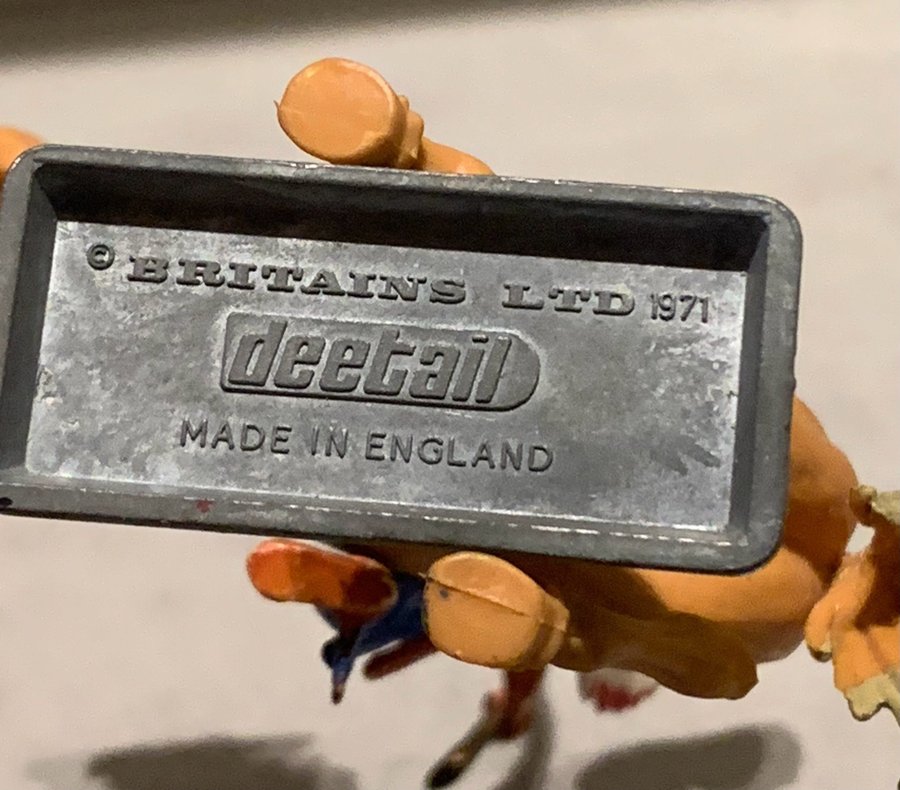 © BRITAINS LTD 1971
deetail
MADE IN ENGLAND